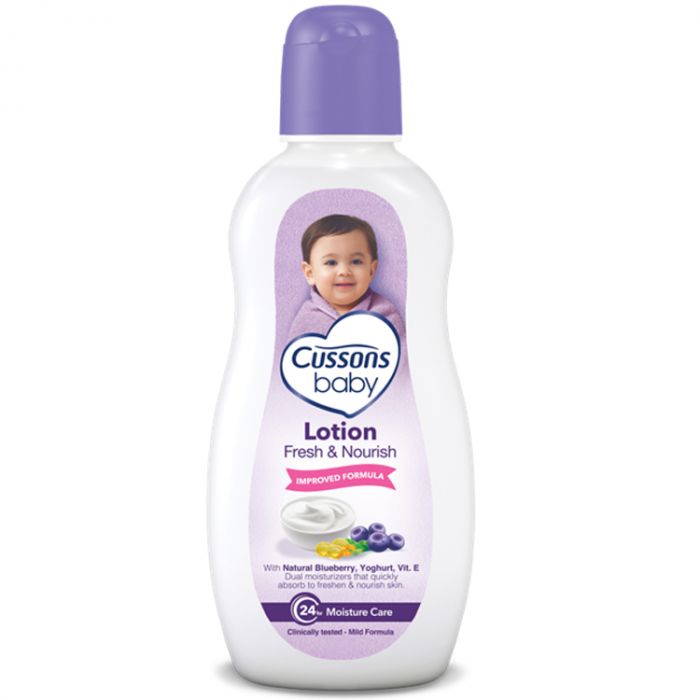 Cussons
baby
Lotion
Fresh & Nourish
IMPROVED FORMULA
With Natural Blueberry, Yoghurt, Vit. E
Dual moisturizers that quickly
absorb to freshen & nourish skin.
24hr Moisture Care
Clinically tested - Mild Formula